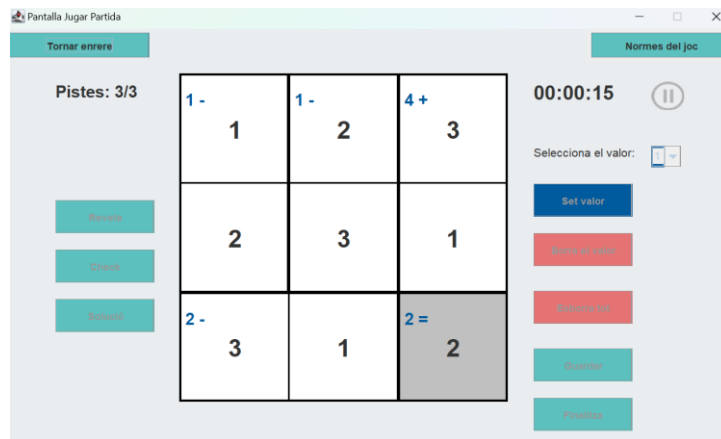 Pantalla Jugar Partida
Tornar enrere
Normes del joc
Pistes: 3/3
00:00:15
1 -
1 -
4 +
1
2
3
Selecciona el valor:
1
Set valor
Revela
2
3
1
Check
Solució
2 -
2 =
3
1
2
Guardar
Finalitza